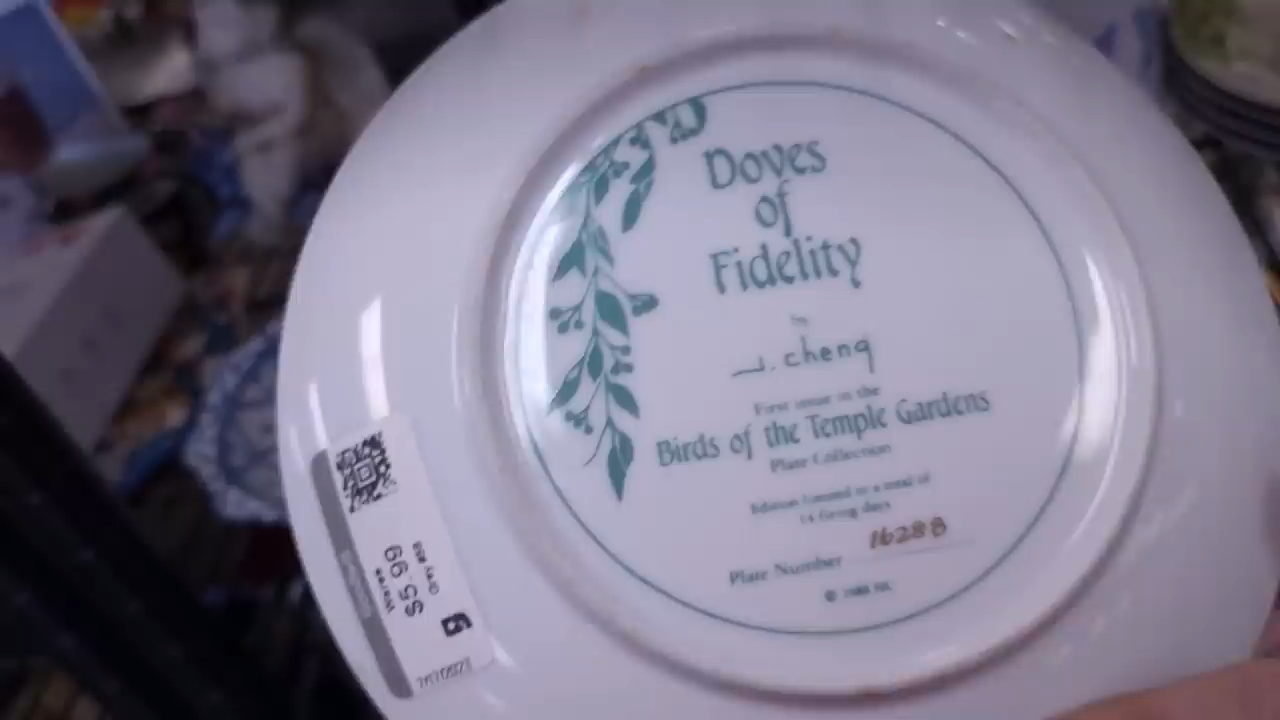 Doves
of
Fidelity
by
J. cheng
First issue in the
Birds of the Temple Gardens
Plate Collection
Edition limited to a total of
14 firing days
Plate Number 16288
©
Wares
$5.99